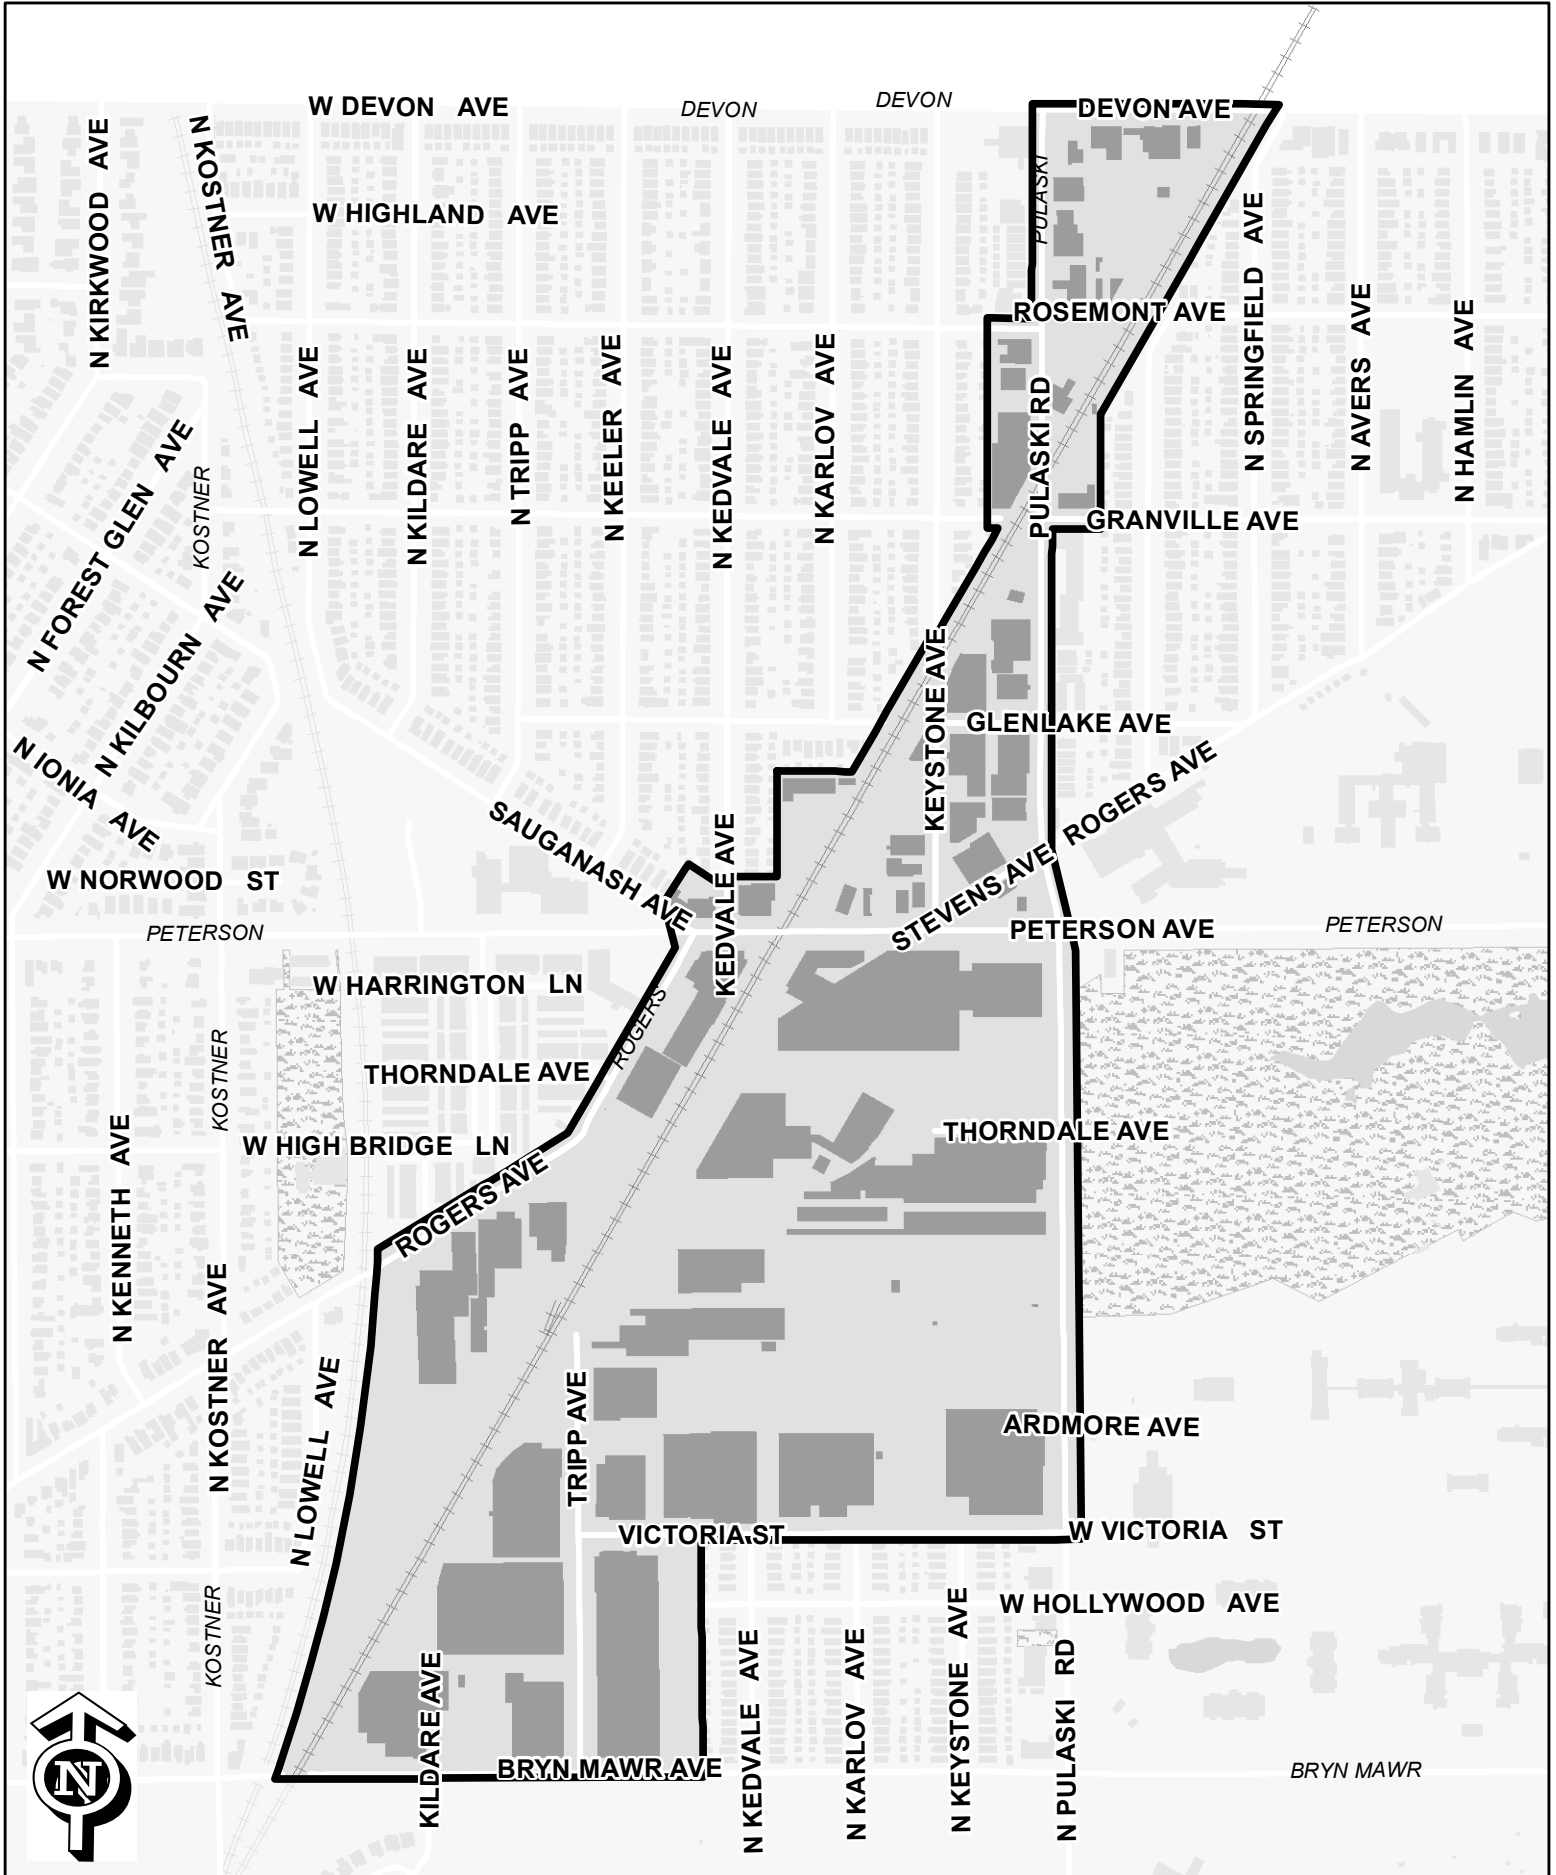 W DEVON AVE
DEVON
DEVON
DEVON AVE
N KIRKWOOD AVE
N KOSTNER AVE
W HIGHLAND AVE
PULASKI
ROSEMONT AVE
N SPRINGFIELD AVE
N AVERS AVE
N HAMLIN AVE
N LOWELL AVE
N KILDARE AVE
N TRIPP AVE
N KEELER AVE
N KEDVALE AVE
N KARLOV AVE
PULASKI RD
GRANVILLE AVE
N FOREST GLEN AVE
KOSTNER
N KILBOURN AVE
N IONIA AVE
KEYSTONE AVE
GLENLAKE AVE
SAUGANASH AVE
KEDVALE AVE
STEVENS AVE
ROGERS AVE
W NORWOOD ST
PETERSON
PETERSON AVE
PETERSON
W HARRINGTON LN
ROGERS
KOSTNER
THORNDALE AVE
THORNDALE AVE
W HIGH BRIDGE LN
N KENNETH AVE
ROGERS AVE
N KOSTNER AVE
N LOWELL AVE
TRIPP AVE
ARDMORE AVE
VICTORIA ST
W VICTORIA ST
KOSTNER
W HOLLYWOOD AVE
KILDARE AVE
N KEDVALE AVE
N KARLOV AVE
N KEYSTONE AVE
N PULASKI RD
BRYN MAWR AVE
BRYN MAWR
N